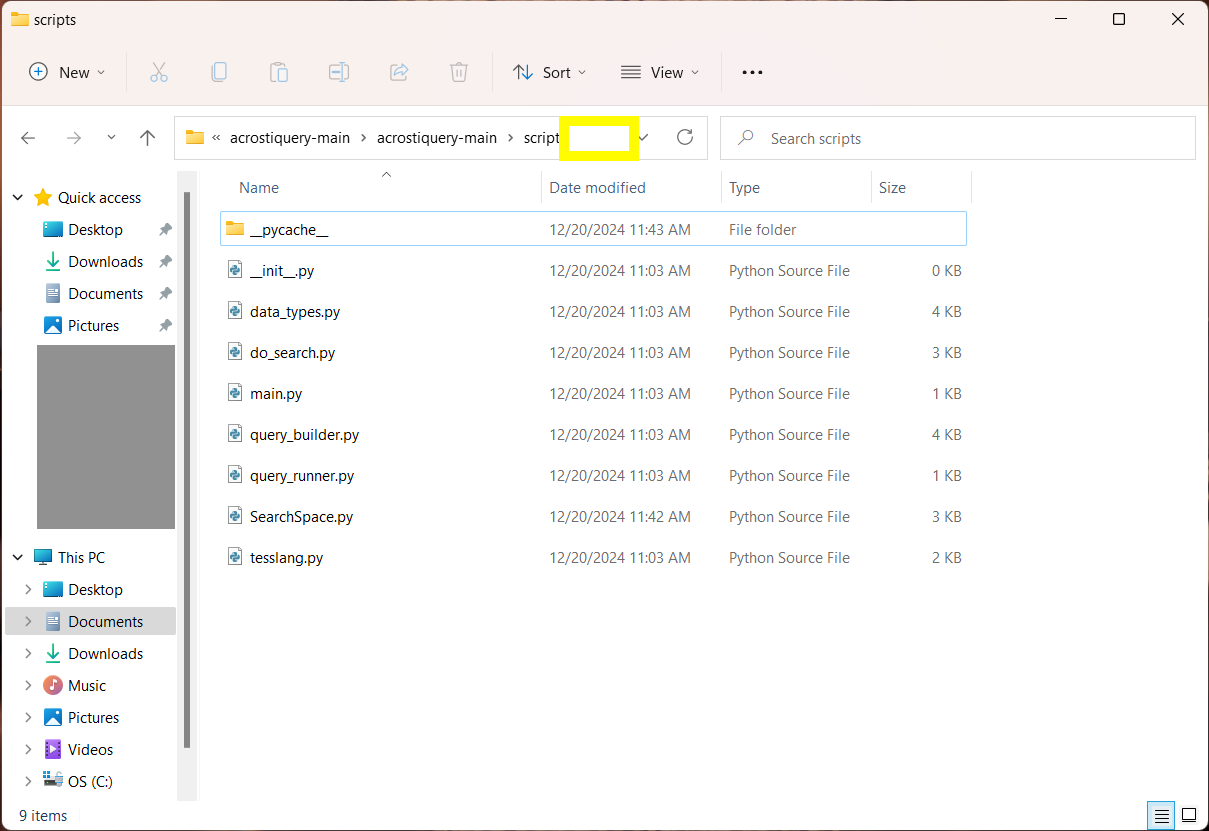 scripts
New
Sort
View
« acrostiquery-main > acrostiquery-main > script
Search scripts
Name Date modified Type Size
Quick access
Desktop
Downloads
Documents
Pictures
This PC
Desktop
Documents
Downloads
Music
Pictures
Videos
OS (C:)
__pycache__ 12/20/2024 11:43 AM File folder
__init__.py 12/20/2024 11:03 AM Python Source File 0 KB
data_types.py 12/20/2024 11:03 AM Python Source File 4 KB
do_search.py 12/20/2024 11:03 AM Python Source File 3 KB
main.py 12/20/2024 11:03 AM Python Source File 1 KB
query_builder.py 12/20/2024 11:03 AM Python Source File 4 KB
query_runner.py 12/20/2024 11:03 AM Python Source File 1 KB
SearchSpace.py 12/20/2024 11:42 AM Python Source File 3 KB
tesslang.py 12/20/2024 11:03 AM Python Source File 2 KB
9 items